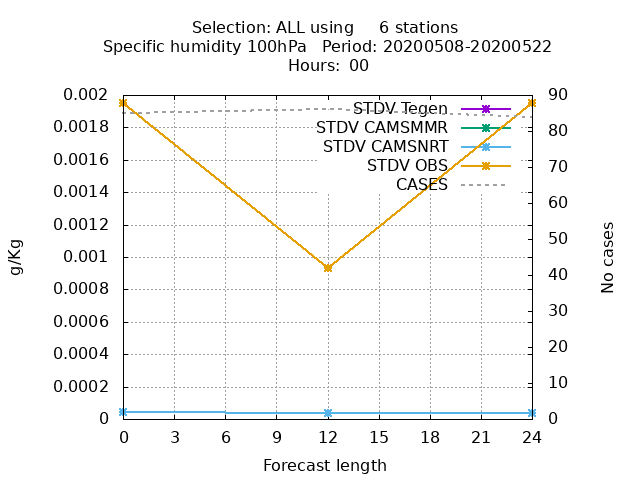 Selection: ALL using     6 stations
Specific humidity 100hPa   Period: 20200508-20200522
Hours: 00
0.002
0.0018
0.0016
0.0014
0.0012
0.001
0.0008
0.0006
0.0004
0.0002
0
g/Kg
STDV Tegen
STDV CAMSMMR
STDV CAMSNRT
STDV OBS
CASES
90
80
70
60
50
40
30
20
10
0
No cases
0 3 6 9 12 15 18 21 24
Forecast length